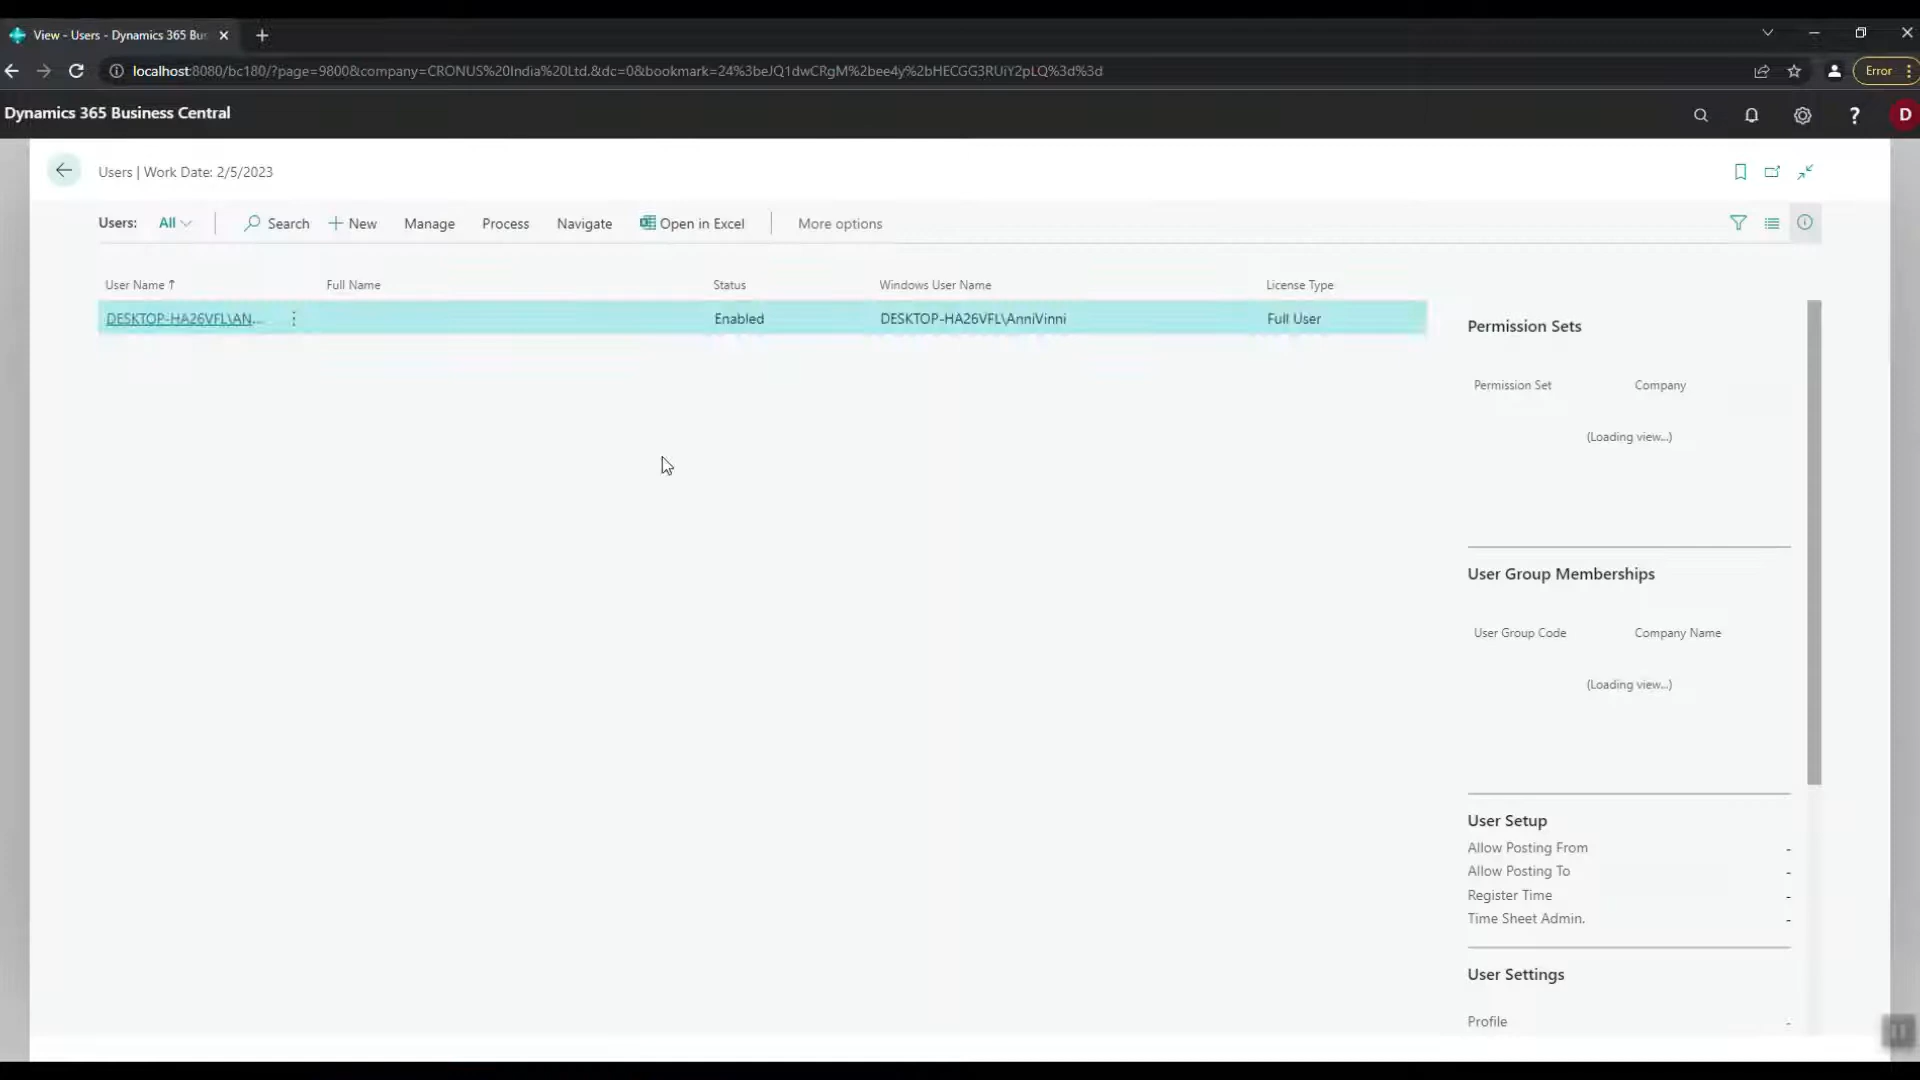 View - Users - Dynamics 365 Bus
localhost:8080/bc180/?page=9800&company=CRONUS%20India%20Ltd.&dc=0&bookmark=24%3beJQ1dwCRgM%2bee4y%2bHECGG3RUiY2pLQ%3d%3d
Error
Dynamics 365 Business Central
D
Users | Work Date: 2/5/2023
Users: All Search New Manage Process Navigate Open in Excel More options
User Name ↑ Full Name Status Windows User Name License Type
DESKTOP-HA26VFL\AN... Enabled DESKTOP-HA26VFL\AnniVinni Full User
Permission Sets
Permission Set Company
(Loading view...)
User Group Memberships
User Group Code Company Name
(Loading view...)
User Setup
Allow Posting From -
Allow Posting To -
Register Time -
Time Sheet Admin. -
User Settings
Profile -